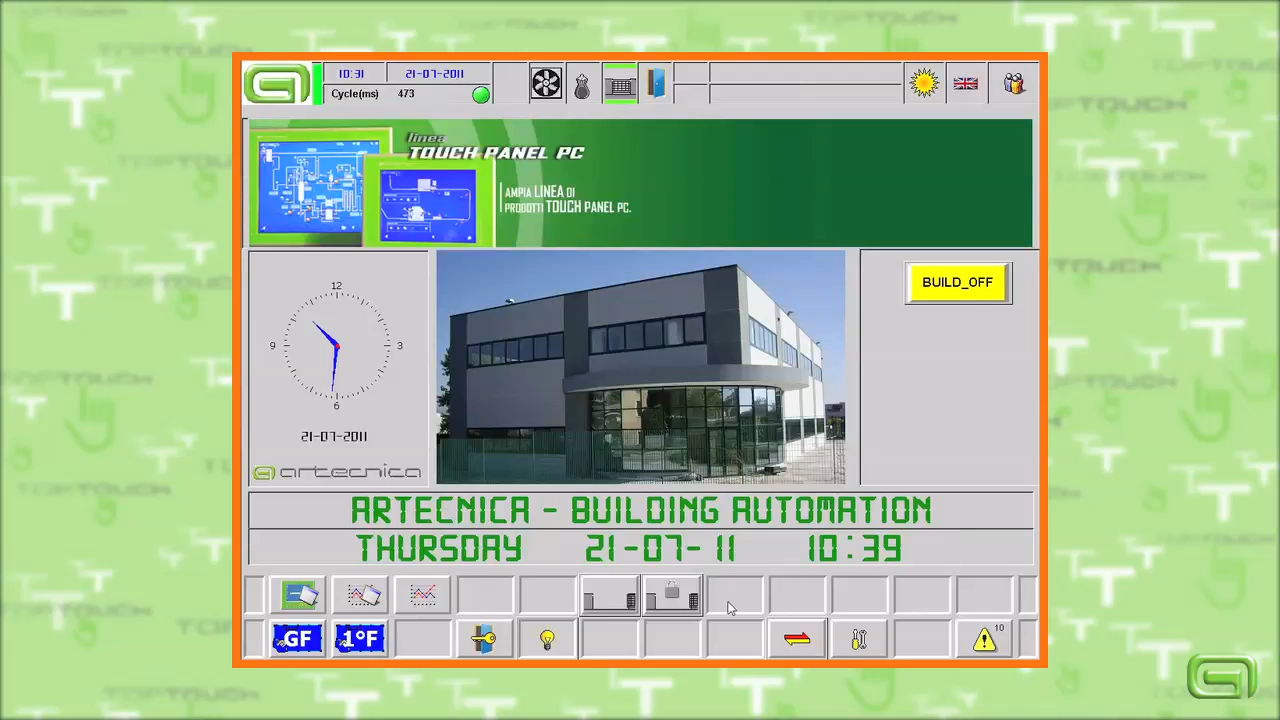 10:31
21-07-2011
Cycle(ms)
473
linea
TOUCH PANEL PC
AMPIA LINEA DI
PRODOTTI TOUCH PANEL PC.
BUILD_OFF
12
9
3
6
21-07-2011
artecnica
ARTECNICA - BUILDING AUTOMATION
THURSDAY 21-07-11 10:39
GF
1°F
10
TOPTOUCH